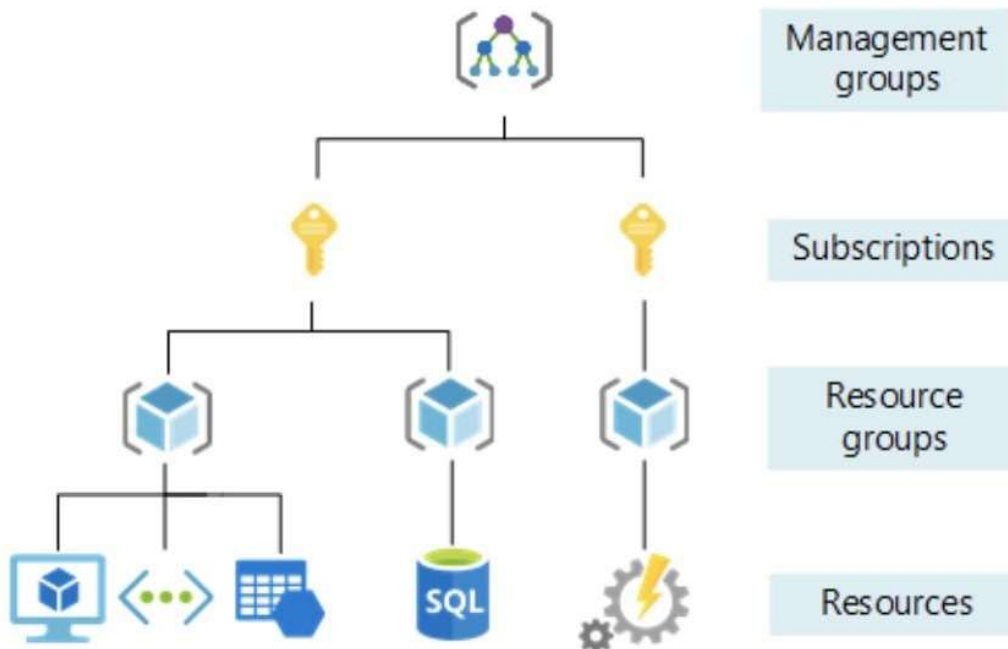 Management
groups
Subscriptions
Resource
groups
SQL
Resources